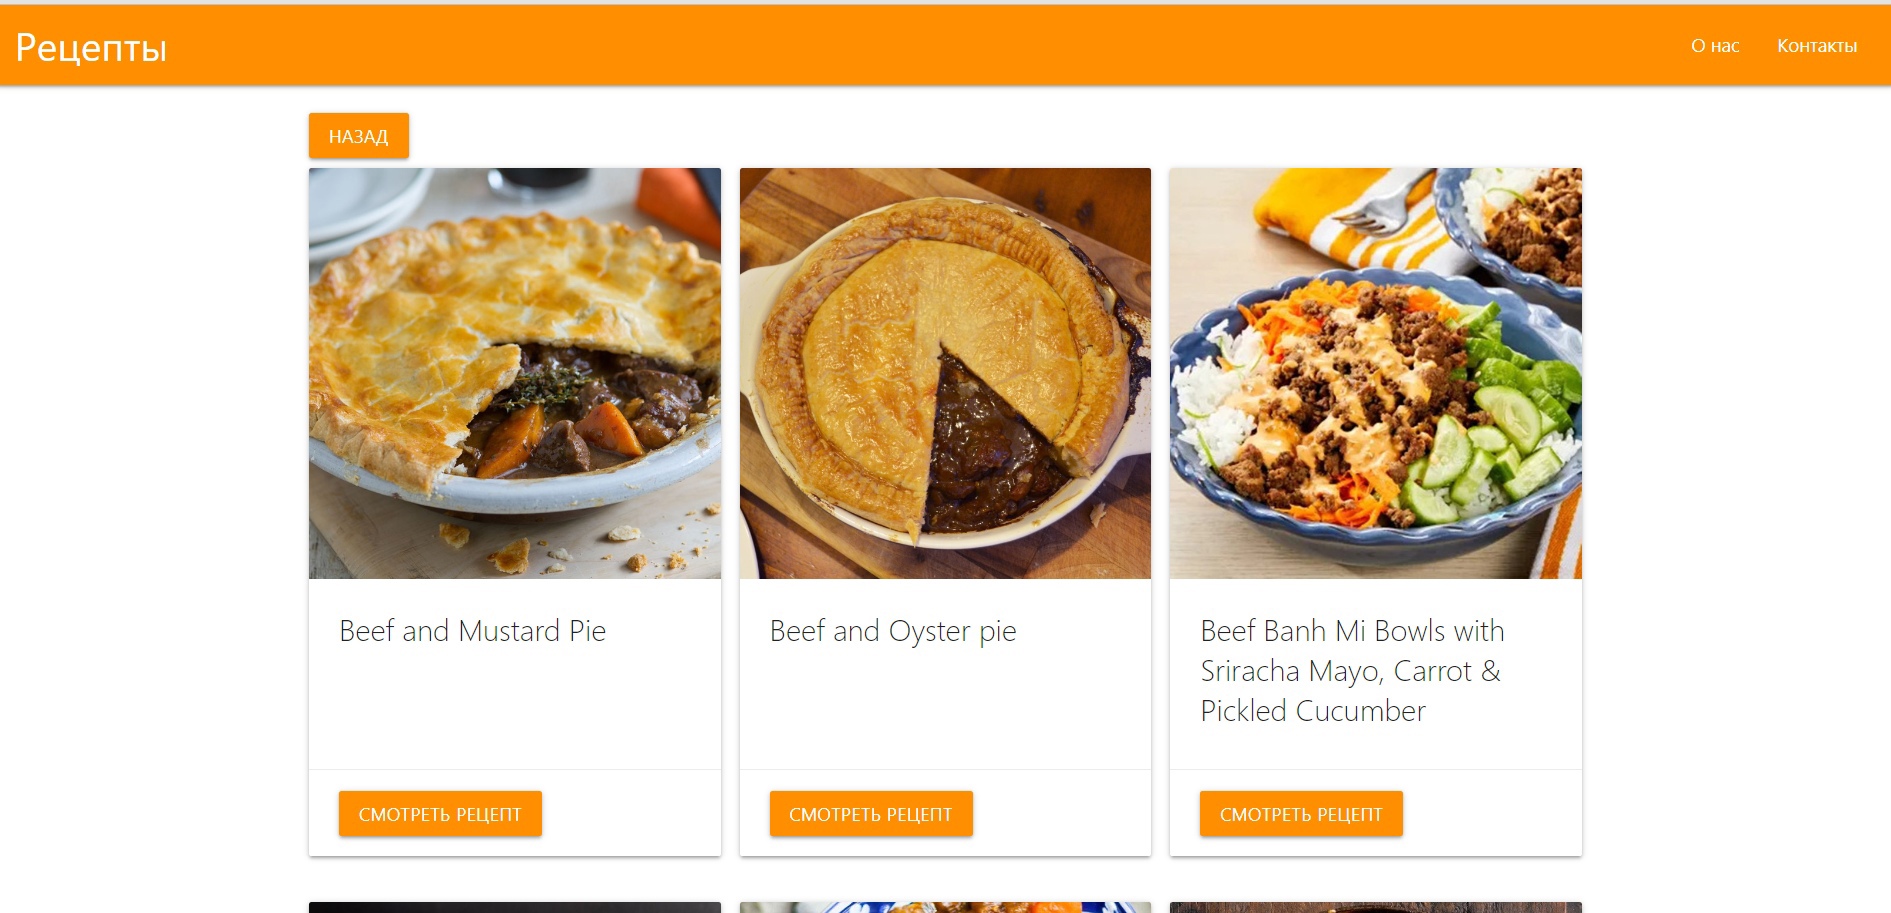 Рецепты
О нас
Контакты
НАЗАД
Beef and Mustard Pie
Beef and Oyster pie
Beef Banh Mi Bowls with
Sriracha Mayo, Carrot &
Pickled Cucumber
СМОТРЕТЬ РЕЦЕПТ
СМОТРЕТЬ РЕЦЕПТ
СМОТРЕТЬ РЕЦЕПТ